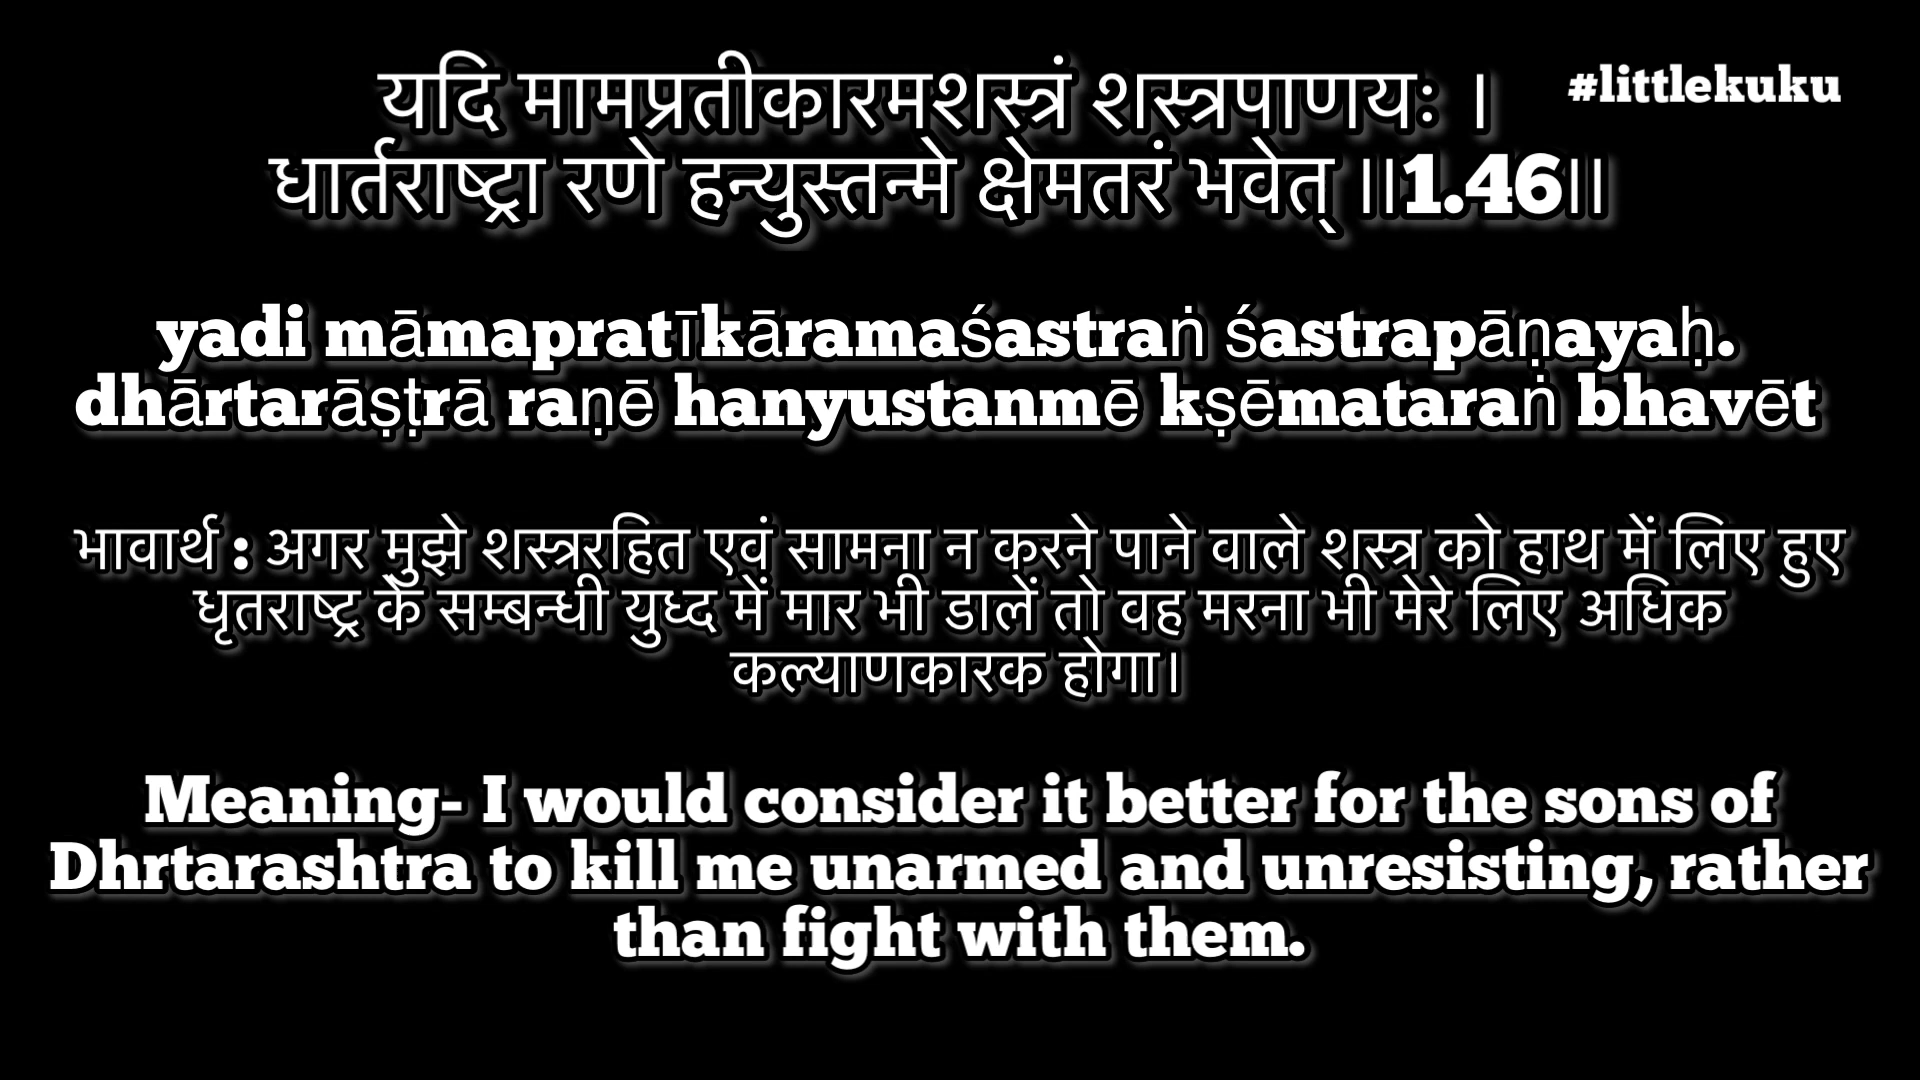 यदि मामप्रतीकारमशस्त्रं शस्त्रपाणयः ।
#littlekuku
धार्तराष्ट्रा रणे हन्युस्तन्मे क्षेमतरं भवेत् ॥1.46॥
yadi māmapratīkāramaśastraṅ śastrapāṇayaḥ.
dhārtarāṣṭrā raṇē hanyustanmē kṣēmataraṅ bhavēt
भावार्थ : अगर मुझे शस्त्ररहित एवं सामना न करने पाने वाले शस्त्र को हाथ में लिए हुए
धृतराष्ट्र के सम्बन्धी युध्द में मार भी डालें तो वह मरना भी मेरे लिए अधिक
कल्याणकारक होगा।
Meaning- I would consider it better for the sons of
Dhrtarashtra to kill me unarmed and unresisting, rather
than fight with them.